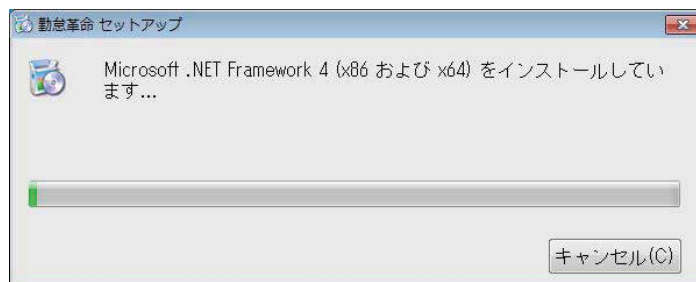 勤怠革命 セットアップ
Microsoft .NET Framework 4 (x86 および x64) をインストールしてい
ます...
キャンセル(C)